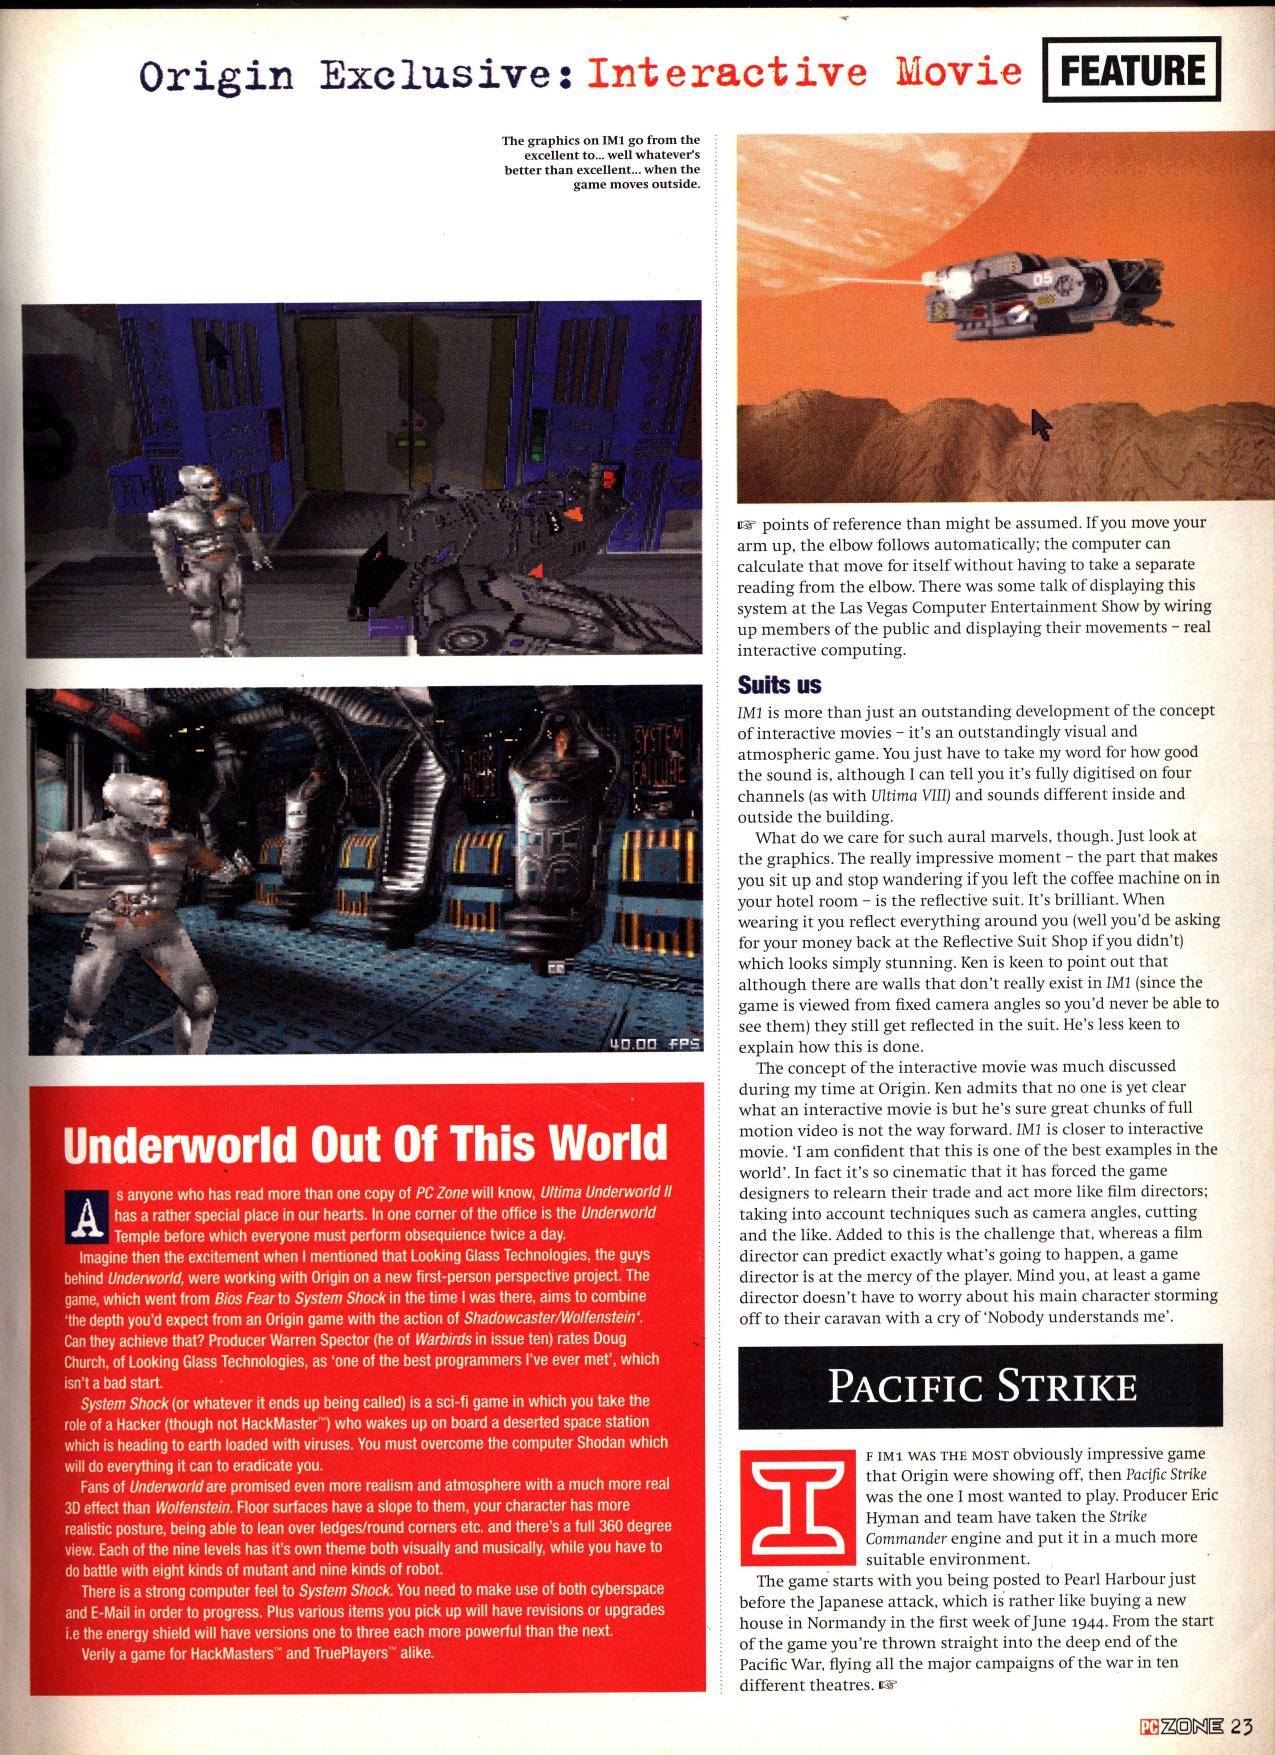 Origin Exclusive: Interactive Movie FEATURE
The graphics on IM1 go from the
excellent to... well whatever's
better than excellent... when the
game moves outside.
05
SYSTEM
FAILURE
40.00 FPS
Underworld Out Of This World
As anyone who has read more than one copy of PC Zone will know, Ultima Underworld II
has a rather special place in our hearts. In one corner of the office is the Underworld
Temple before which everyone must perform obsequience twice a day.
Imagine then the excitement when I mentioned that Looking Glass Technologies, the guys
behind Underworld, were working with Origin on a new first-person perspective project. The
game, which went from Bios Fear to System Shock in the time I was there, aims to combine
'the depth you'd expect from an Origin game with the action of Shadowcaster/Wolfenstein'.
Can they achieve that? Producer Warren Spector (he of Warbirds in issue ten) rates Doug
Church, of Looking Glass Technologies, as 'one of the best programmers I've ever met', which
isn't a bad start.
System Shock (or whatever it ends up being called) is a sci-fi game in which you take the
role of a Hacker (though not HackMaster™) who wakes up on board a deserted space station
which is heading to earth loaded with viruses. You must overcome the computer Shodan which
will do everything it can to eradicate you.
Fans of Underworld are promised even more realism and atmosphere with a much more real
3D effect than Wolfenstein. Floor surfaces have a slope to them, your character has more
realistic posture, being able to lean over ledges/round corners etc. and there's a full 360 degree
view. Each of the nine levels has it's own theme both visually and musically, while you have to
do battle with eight kinds of mutant and nine kinds of robot.
There is a strong computer feel to System Shock. You need to make use of both cyberspace
and E-Mail in order to progress. Plus various items you pick up will have revisions or upgrades
i.e the energy shield will have versions one to three each more powerful than the next.
Verily a game for HackMasters™ and TruePlayers™ alike.
☞ points of reference than might be assumed. If you move your
arm up, the elbow follows automatically; the computer can
calculate that move for itself without having to take a separate
reading from the elbow. There was some talk of displaying this
system at the Las Vegas Computer Entertainment Show by wiring
up members of the public and displaying their movements – real
interactive computing.
Suits us
IM1 is more than just an outstanding development of the concept
of interactive movies – it's an outstandingly visual and
atmospheric game. You just have to take my word for how good
the sound is, although I can tell you it's fully digitised on four
channels (as with Ultima VIII) and sounds different inside and
outside the building.
What do we care for such aural marvels, though. Just look at
the graphics. The really impressive moment – the part that makes
you sit up and stop wandering if you left the coffee machine on in
your hotel room – is the reflective suit. It's brilliant. When
wearing it you reflect everything around you (well you'd be asking
for your money back at the Reflective Suit Shop if you didn't)
which looks simply stunning. Ken is keen to point out that
although there are walls that don't really exist in IM1 (since the
game is viewed from fixed camera angles so you'd never be able to
see them) they still get reflected in the suit. He's less keen to
explain how this is done.
The concept of the interactive movie was much discussed
during my time at Origin. Ken admits that no one is yet clear
what an interactive movie is but he's sure great chunks of full
motion video is not the way forward. IM1 is closer to interactive
movie. 'I am confident that this is one of the best examples in the
world'. In fact it's so cinematic that it has forced the game
designers to relearn their trade and act more like film directors;
taking into account techniques such as camera angles, cutting
and the like. Added to this is the challenge that, whereas a film
director can predict exactly what's going to happen, a game
director is at the mercy of the player. Mind you, at least a game
director doesn't have to worry about his main character storming
off to their caravan with a cry of 'Nobody understands me'.
PACIFIC STRIKE
IF IM1 WAS THE MOST obviously impressive game
that Origin were showing off, then Pacific Strike
was the one I most wanted to play. Producer Eric
Hyman and team have taken the Strike
Commander engine and put it in a much more
suitable environment.
The game starts with you being posted to Pearl Harbour just
before the Japanese attack, which is rather like buying a new
house in Normandy in the first week of June 1944. From the start
of the game you're thrown straight into the deep end of the
Pacific War, flying all the major campaigns of the war in ten
different theatres. ☞
PC ZONE 23